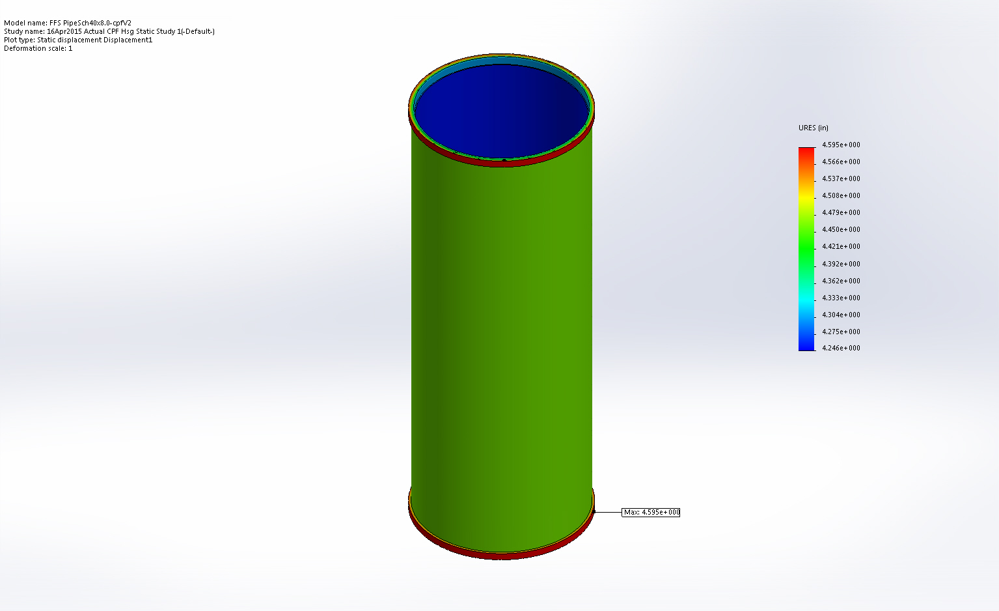 Model name: FFS PipeSch40x8.0-cpfV2
Study name: 16Apr2015 Actual CPF Hsg Static Study 1(-Default-)
Plot type: Static displacement Displacement1
Deformation scale: 1
URES (in)
4.595e+000
4.566e+000
4.537e+000
4.508e+000
4.479e+000
4.450e+000
4.421e+000
4.392e+000
4.362e+000
4.333e+000
4.304e+000
4.275e+000
4.246e+000
Max: 4.595e+000